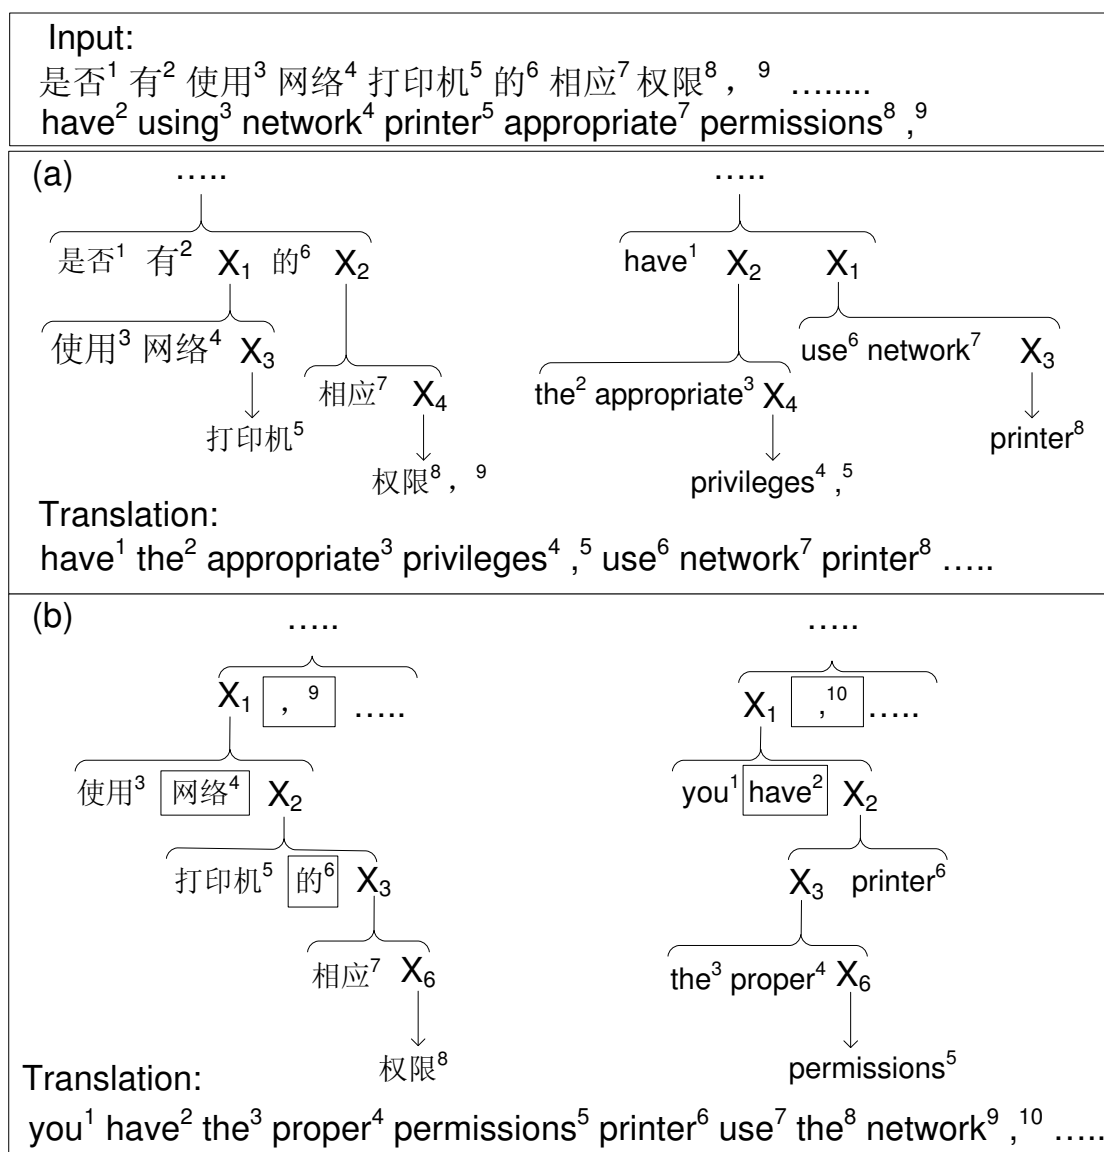 Input:
是否1 有2 使用3 网络4 打印机5 的6 相应7 权限8 , 9 ........
have2 using3 network4 printer5 appropriate7 permissions8 ,9
(a)
..... .....
是否1 有2 X1 的6 X2 have1 X2 X1
使用3 网络4 X3 use6 network7 X3
相应7 X4 the2 appropriate3 X4
打印机5 printer8
权限8 , 9 privileges4 ,5
Translation:
have1 the2 appropriate3 privileges4 ,5 use6 network7 printer8 .....
(b)
..... .....
X1 , 9 ..... X1 ,10 .....
使用3 网络4 X2 you1 have2 X2
打印机5 的6 X3 X3 printer6
相应7 X6 the3 proper4 X6
权限8 permissions5
Translation:
you1 have2 the3 proper4 permissions5 printer6 use7 the8 network9 ,10 .....